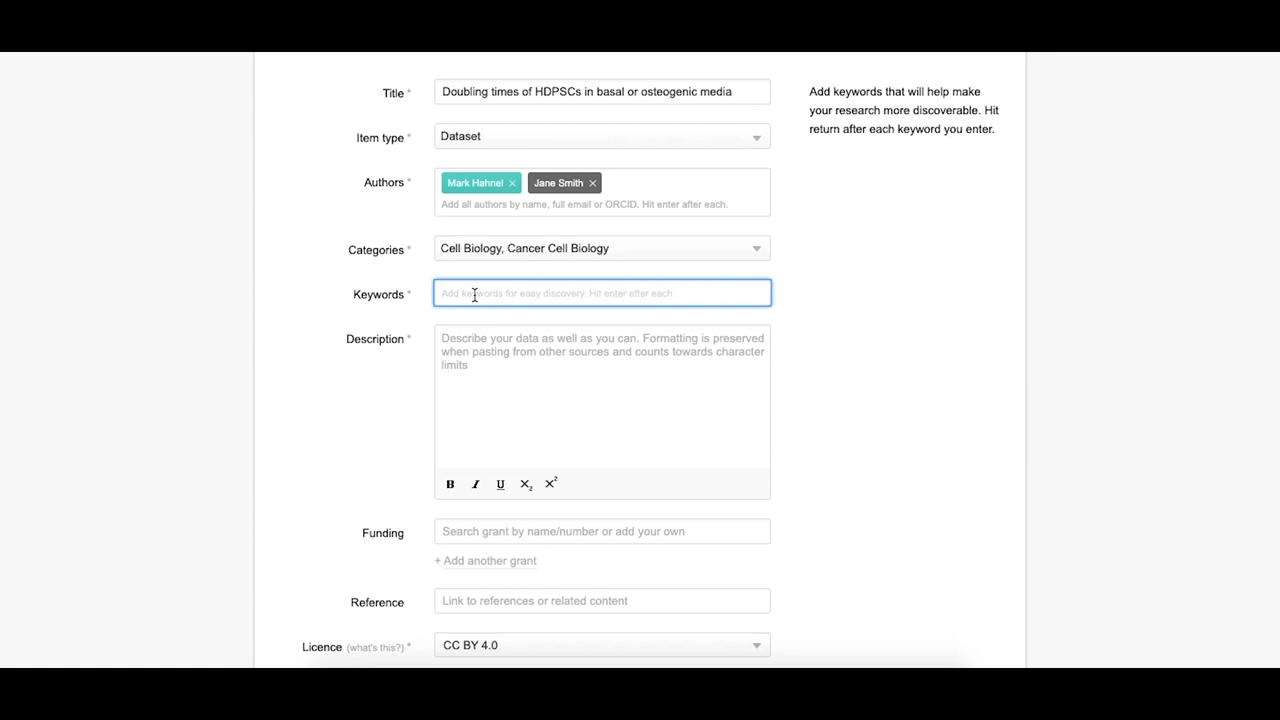 Title *
Doubling times of HDPSCs in basal or osteogenic media
Add keywords that will help make
your research more discoverable. Hit
return after each keyword you enter.
Item type *
Dataset
Authors *
Mark Hahnel × Jane Smith ×
Add all authors by name, full email or ORCID. Hit enter after each.
Categories *
Cell Biology, Cancer Cell Biology
Keywords *
Add keywords for easy discovery. Hit enter after each
Description *
Describe your data as well as you can. Formatting is preserved
when pasting from other sources and counts towards character
limits
B I U X₂ X²
Funding
Search grant by name/number or add your own
+ Add another grant
Reference
Link to references or related content
Licence (what's this?) *
CC BY 4.0